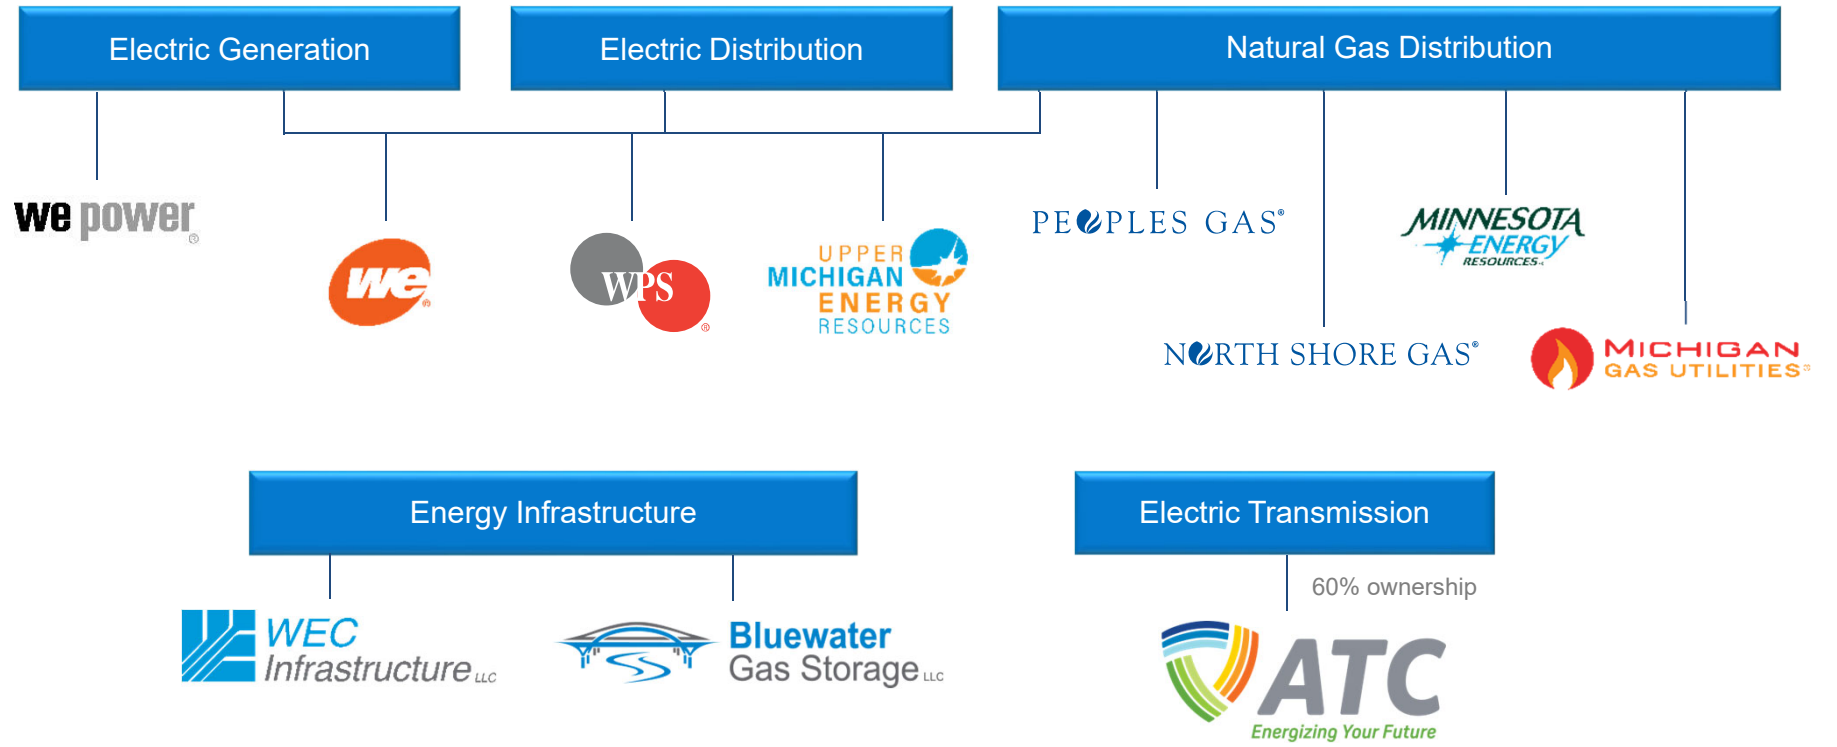 Electric Generation
Electric Distribution
Natural Gas Distribution
we power®
we®
WPS®
UPPER
MICHIGAN
ENERGY
RESOURCES
PEOPLES GAS®
MINNESOTA
ENERGY
RESOURCES
NORTH SHORE GAS®
MICHIGAN
GAS UTILITIES
Energy Infrastructure
Electric Transmission
60% ownership
WEC
Infrastructure LLC
Bluewater
Gas Storage LLC
ATC
Energizing Your Future